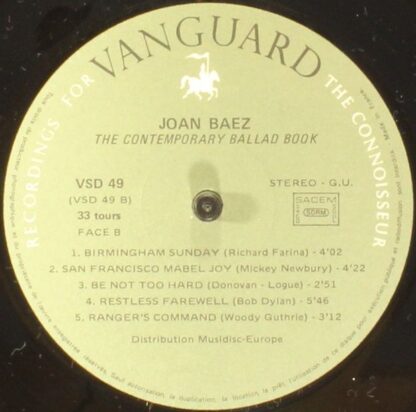 RECORDINGS FOR THE CONNOISSEUR
VANGUARD
JOAN BAEZ
THE CONTEMPORARY BALLAD BOOK
VSD 49
(VSD 49 B)
33 tours
FACE B
STEREO - G.U.
SACEM
SDRM
1. BIRMINGHAM SUNDAY (Richard Farina) - 4'02
2. SAN FRANCISCO MABEL JOY (Mickey Newbury) - 4'22
3. BE NOT TOO HARD (Donovan - Logue) - 2'51
4. RESTLESS FAREWELL (Bob Dylan) - 5'46
5. RANGER'S COMMAND (Woody Guthrie) - 3'12
Distribution Musidisc-Europe